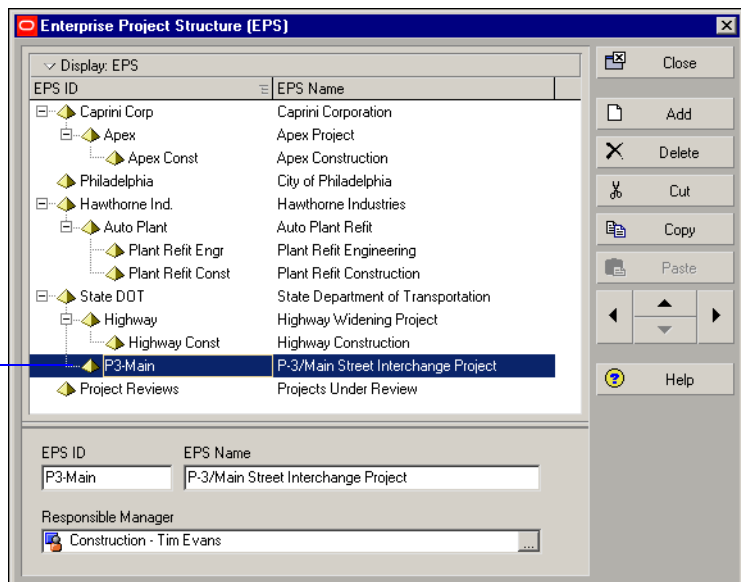 Enterprise Project Structure (EPS)
Display: EPS
EPS ID EPS Name
Caprini Corp Caprini Corporation
Apex Apex Project
Apex Const Apex Construction
Philadelphia City of Philadelphia
Hawthorne Ind. Hawthorne Industries
Auto Plant Auto Plant Refit
Plant Refit Engr Plant Refit Engineering
Plant Refit Const Plant Refit Construction
State DOT State Department of Transportation
Highway Highway Widening Project
Highway Const Highway Construction
P3-Main P-3/Main Street Interchange Project
Project Reviews Projects Under Review
EPS ID EPS Name
P3-Main P-3/Main Street Interchange Project
Responsible Manager
Construction - Tim Evans ...
Close
Add
Delete
Cut
Copy
Paste
Help